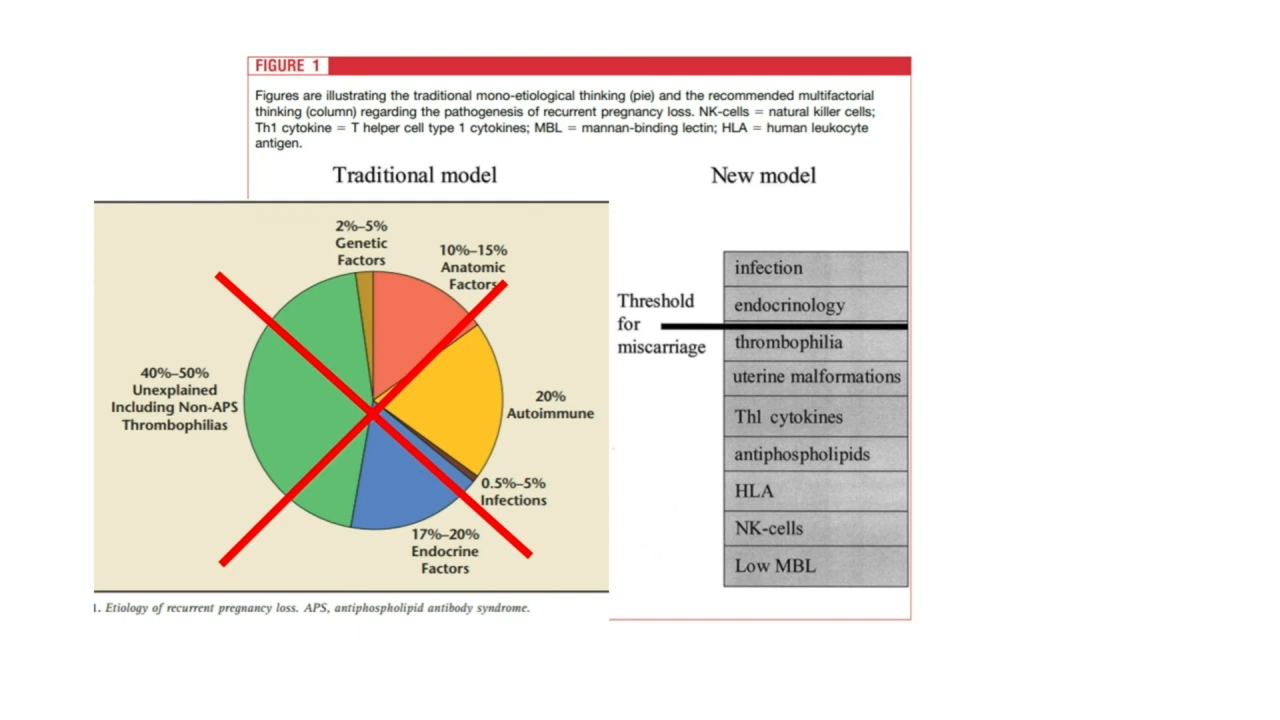 FIGURE 1
Figures are illustrating the traditional mono-etiological thinking (pie) and the recommended multifactorial
thinking (column) regarding the pathogenesis of recurrent pregnancy loss. NK-cells = natural killer cells;
Th1 cytokine = T helper cell type 1 cytokines; MBL = mannan-binding lectin; HLA = human leukocyte
antigen.
Traditional model
2%–5%
Genetic
Factors
10%–15%
Anatomic
Factors
20%
Autoimmune
0.5%–5%
Infections
17%–20%
Endocrine
Factors
40%–50%
Unexplained
Including Non-APS
Thrombophilias
1. Etiology of recurrent pregnancy loss. APS, antiphospholipid antibody syndrome.
New model
Threshold
for
miscarriage
infection
endocrinology
thrombophilia
uterine malformations
Th1 cytokines
antiphospholipids
HLA
NK-cells
Low MBL